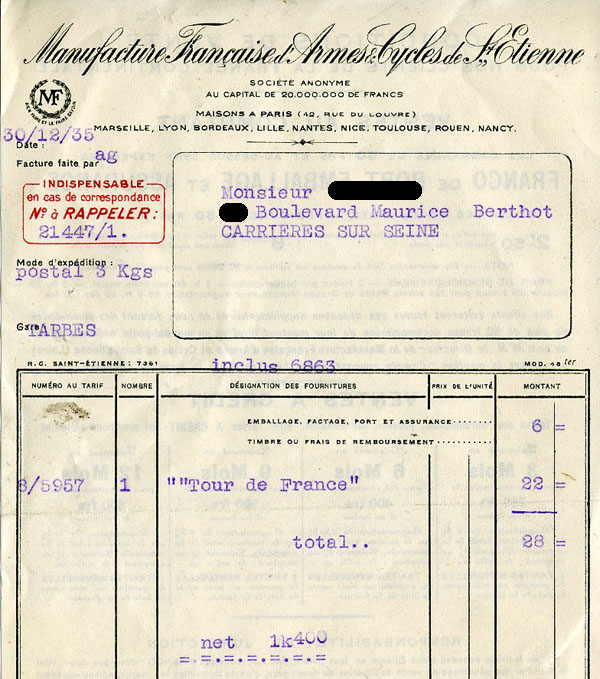 Manufacture Française d'Armes & Cycles de St Etienne
MF
SOCIÉTÉ ANONYME
AU CAPITAL DE 20.000.000 DE FRANCS
MAISONS A PARIS (42, RUE DU LOUVRE)
MARSEILLE, LYON, BORDEAUX, LILLE, NANTES, NICE, TOULOUSE, ROUEN, NANCY.
30/12/35
Date :
Facture faite par ag
INDISPENSABLE
en cas de correspondance
Nº à RAPPELER :
21447/1.
Monsieur
Boulevard Maurice Berthot
CARRIERES SUR SEINE
Mode d'expédition :
postal 3 Kgs
Gare TARBES
R.C. SAINT-ÉTIENNE : 7361
inclus 6863
MOD. 48 ter
NUMÉRO AU TARIF NOMBRE DÉSIGNATION DES FOURNITURES PRIX DE L'UNITÉ MONTANT
EMBALLAGE, FACTAGE, PORT ET ASSURANCE 6 =
TIMBRE OU FRAIS DE REMBOURSEMENT
8/5957 1 ""Tour de France" 22 =
total.. 28 =
net 1k400
=.=.=.=.=.=.=